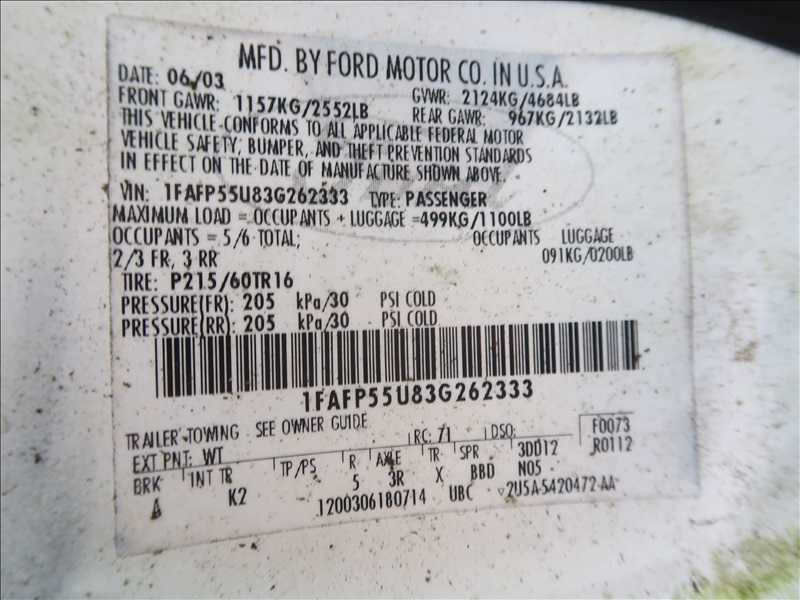 MFD. BY FORD MOTOR CO. IN U.S.A.
DATE: 06/03
FRONT GAWR: 1157KG/2552LB GVWR: 2124KG/4684LB
REAR GAWR: 967KG/2132LB
THIS VEHICLE CONFORMS TO ALL APPLICABLE FEDERAL MOTOR
VEHICLE SAFETY, BUMPER, AND THEFT PREVENTION STANDARDS
IN EFFECT ON THE DATE OF MANUFACTURE SHOWN ABOVE.
VIN: 1FAFP55U83G262333 TYPE: PASSENGER
MAXIMUM LOAD = OCCUPANTS + LUGGAGE =499KG/1100LB
OCCUPANTS = 5/6 TOTAL; OCCUPANTS LUGGAGE
2/3 FR, 3 RR 091KG/0200LB
TIRE: P215/60TR16
PRESSURE(FR): 205 kPa/30 PSI COLD
PRESSURE(RR): 205 kPa/30 PSI COLD
1FAFP55U83G262333
TRAILER TOWING SEE OWNER GUIDE
EXT PNT: WT RC: 71 DSO: F0073
BRK INT TR TP/PS R AXLE TR SPR 3DD12 R0112
A K2 5 3R X BBD N05
1200306180714 UBC 2U5A-5420472-AA